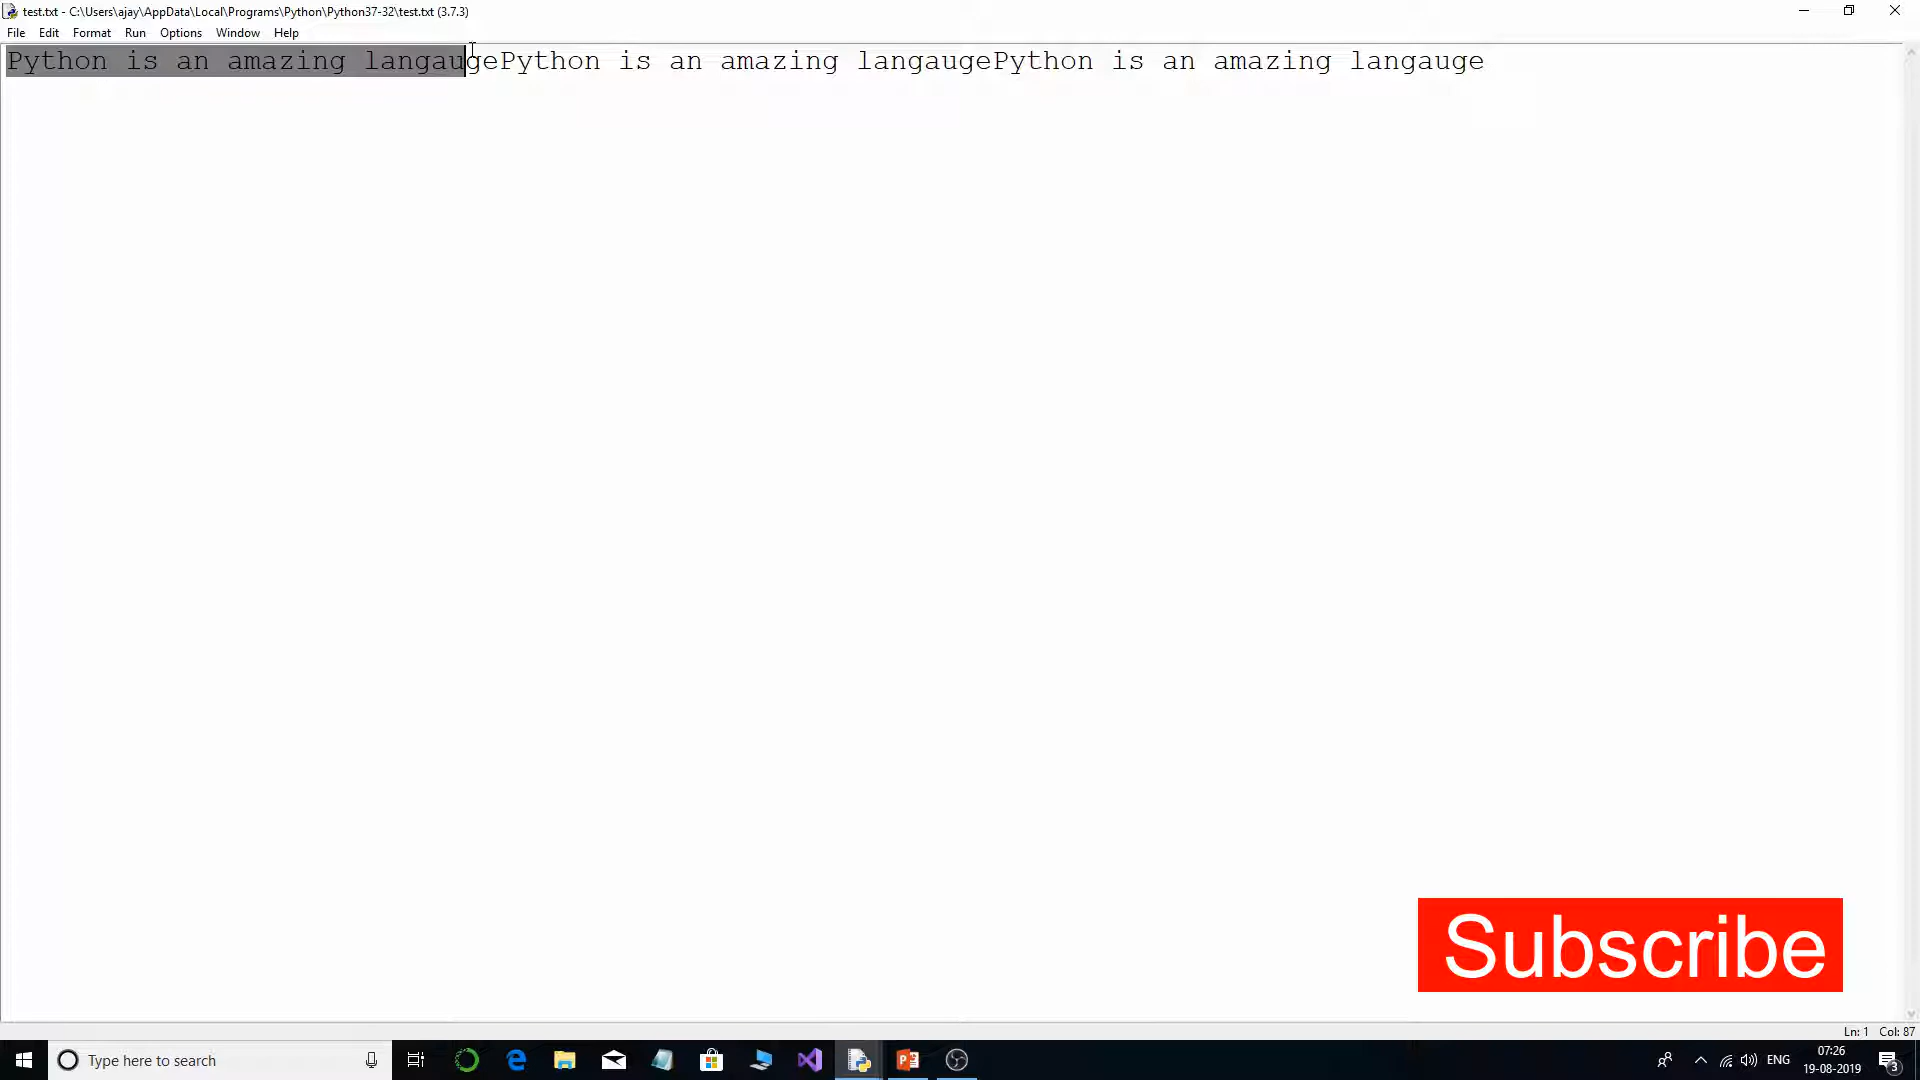 test.txt - C:\Users\ajay\AppData\Local\Programs\Python\Python37-32\test.txt (3.7.3)
File Edit Format Run Options Window Help
Python is an amazing langaugePython is an amazing langaugePython is an amazing langauge
Subscribe
Ln: 1 Col: 87
Type here to search
ENG
07:26
19-08-2019
3